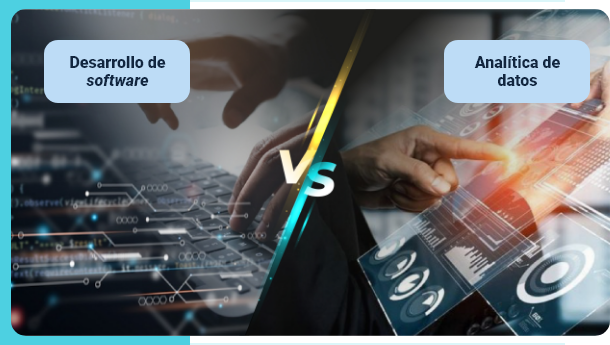 Desarrollo de
software
Analítica de
datos
VS